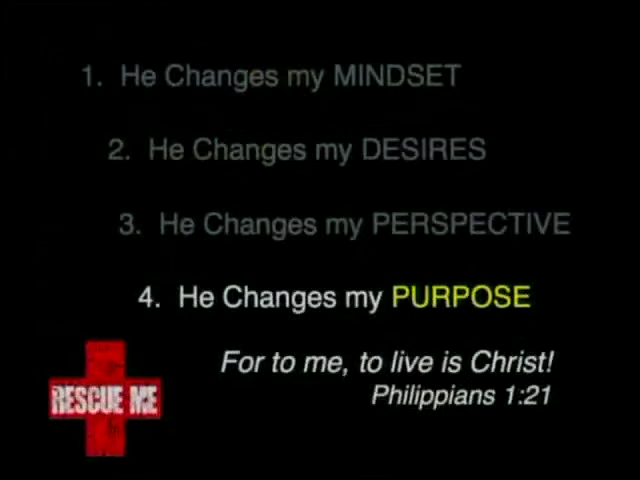 1. He Changes my MINDSET
2. He Changes my DESIRES
3. He Changes my PERSPECTIVE
4. He Changes my PURPOSE
For to me, to live is Christ!
Philippians 1:21
RESCUE ME